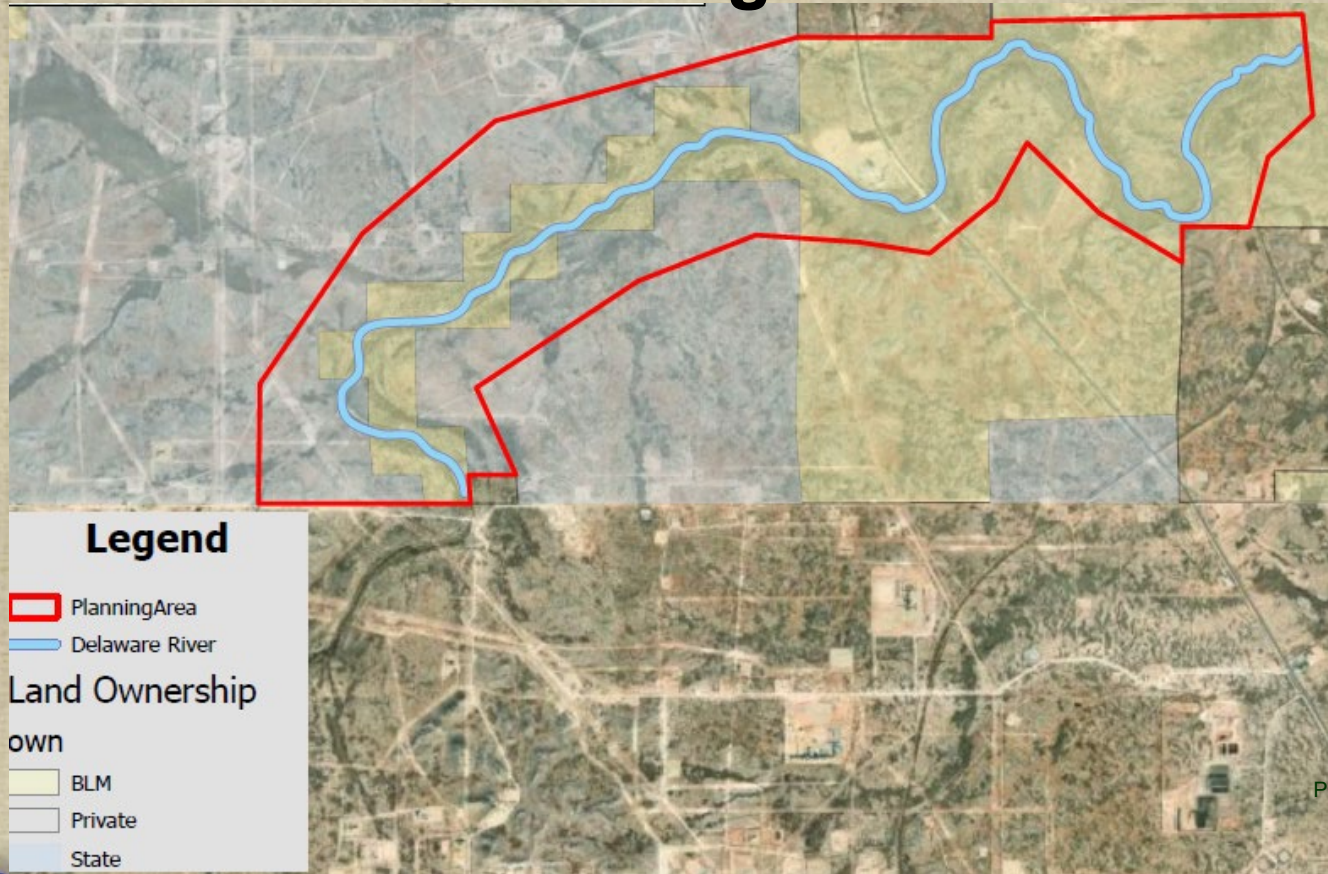 g
Legend
PlanningArea
Delaware River
Land Ownership
own
BLM
Private
State
P